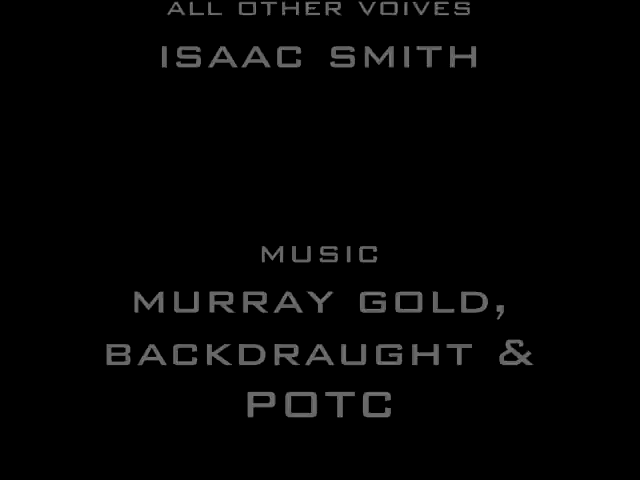 ALL OTHER VOIVES
ISAAC SMITH
MUSIC
MURRAY GOLD,
BACKDRAUGHT &
POTC